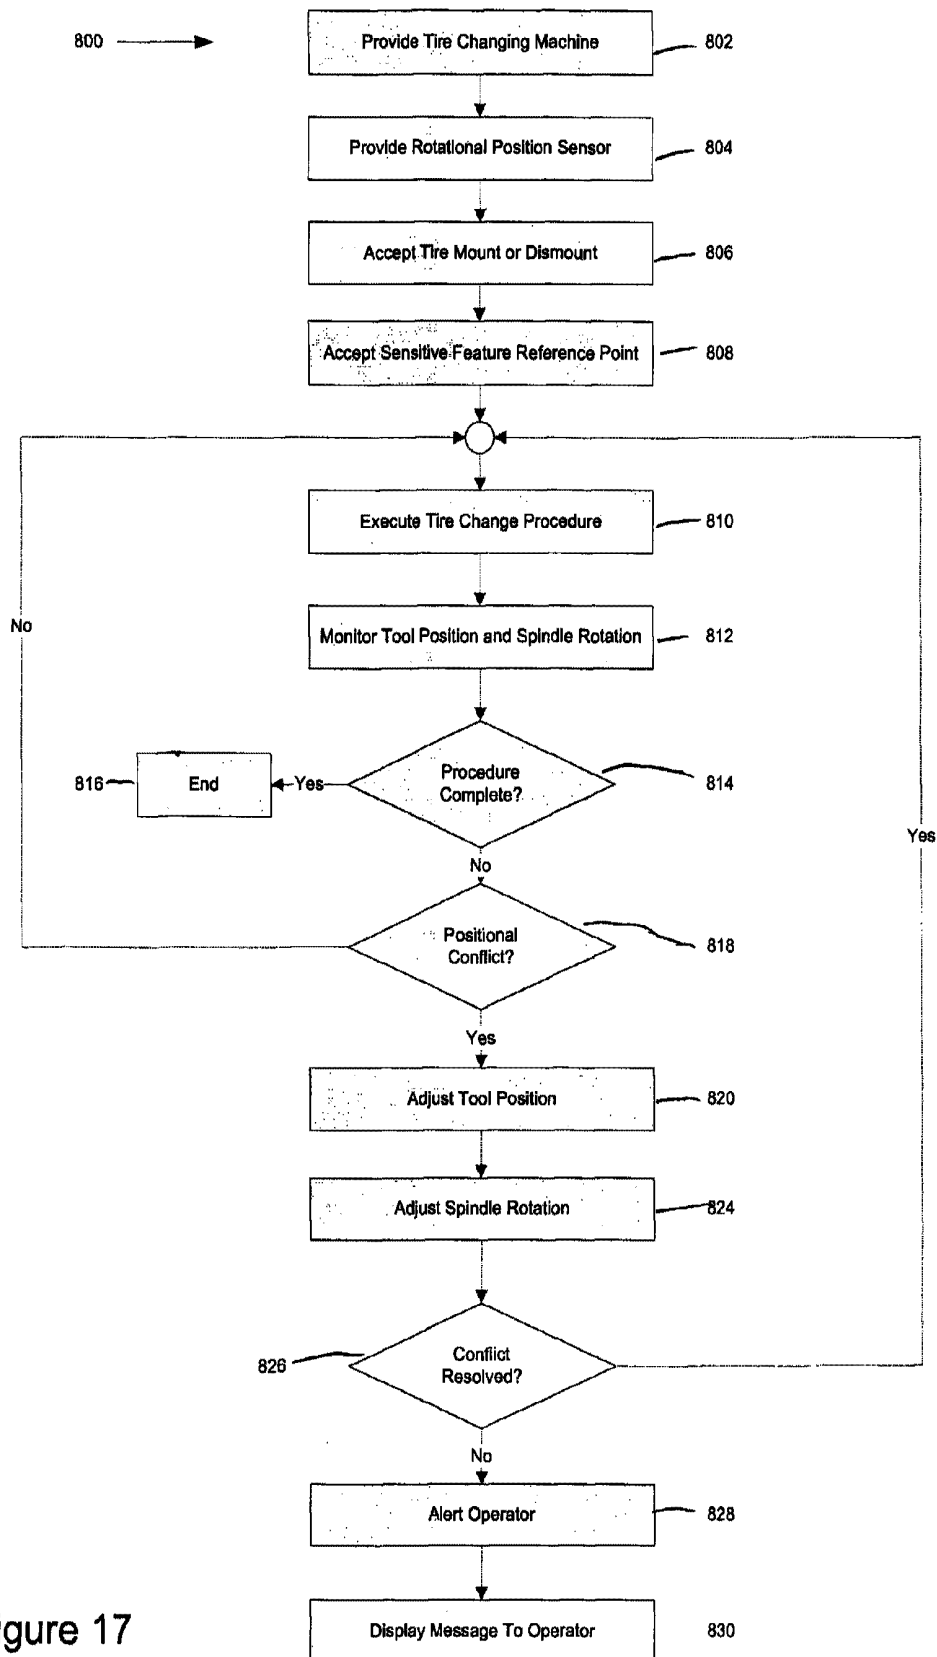 800
Provide Tire Changing Machine
802
Provide Rotational Position Sensor
804
Accept Tire Mount or Dismount
806
Accept Sensitive Feature Reference Point
808
Execute Tire Change Procedure
810
No
Monitor Tool Position and Spindle Rotation
812
816
End
Yes
Procedure
Complete?
814
Yes
No
Positional
Conflict?
818
Yes
Adjust Tool Position
820
Adjust Spindle Rotation
824
826
Conflict
Resolved?
No
Alert Operator
828
gure 17
Display Message To Operator
830